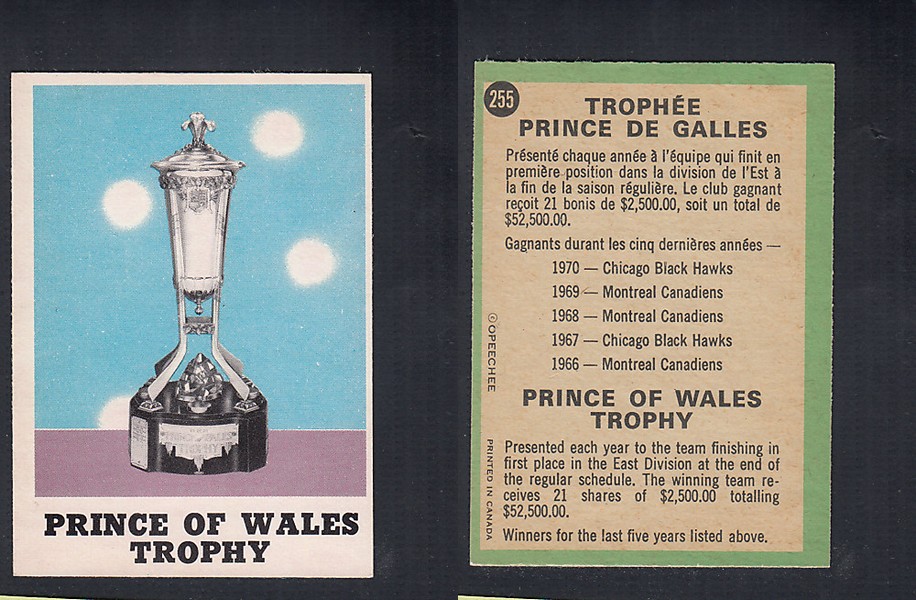 PRINCE OF WALES
TROPHY
255
TROPHÉE
PRINCE DE GALLES
Présenté chaque année à l'équipe qui finit en
première position dans la division de l'Est à
la fin de la saison régulière. Le club gagnant
reçoit 21 bonis de $2,500.00, soit un total de
$52,500.00.
Gagnants durant les cinq dernières années —
1970 — Chicago Black Hawks
1969 — Montreal Canadiens
1968 — Montreal Canadiens
1967 — Chicago Black Hawks
1966 — Montreal Canadiens
PRINCE OF WALES
TROPHY
Presented each year to the team finishing in
first place in the East Division at the end of
the regular schedule. The winning team re-
ceives 21 shares of $2,500.00 totalling
$52,500.00.
Winners for the last five years listed above.
© OPEECHEE
PRINTED IN CANADA
PRINCE OF WALES
TROPHY